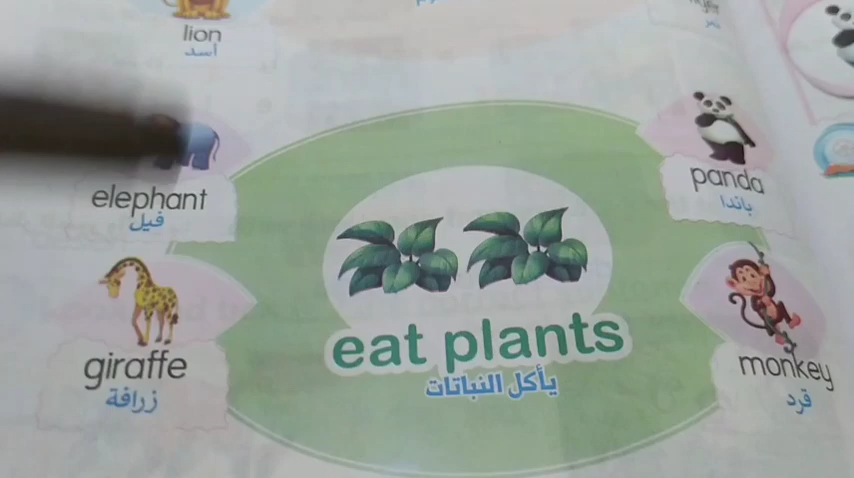 lion
أسد
elephant
فيل
panda
باندا
giraffe
زرافة
eat plants
يأكل النباتات
monkey
قرد